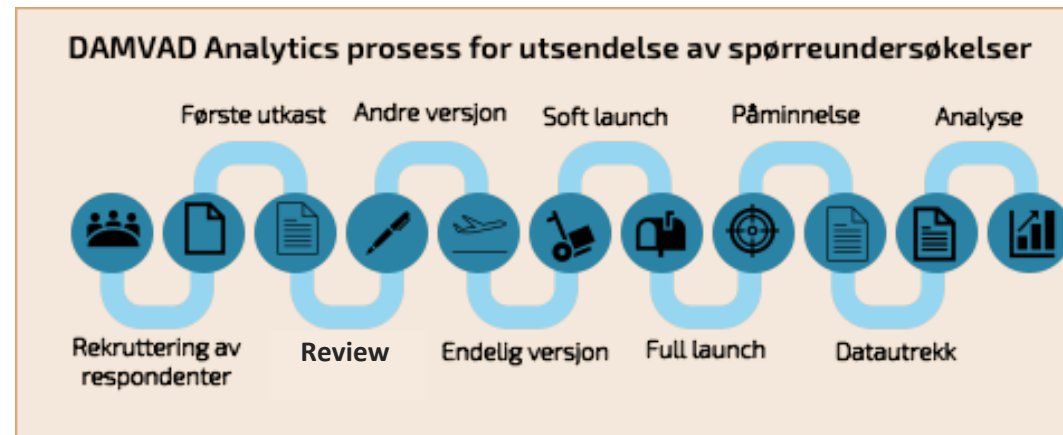 DAMVAD Analytics prosess for utsendelse av spørreundersøkelser
Første utkast
Andre versjon
Soft launch
Påminnelse
Analyse
Rekruttering av
respondenter
Review
Endelig versjon
Full launch
Datautrekk